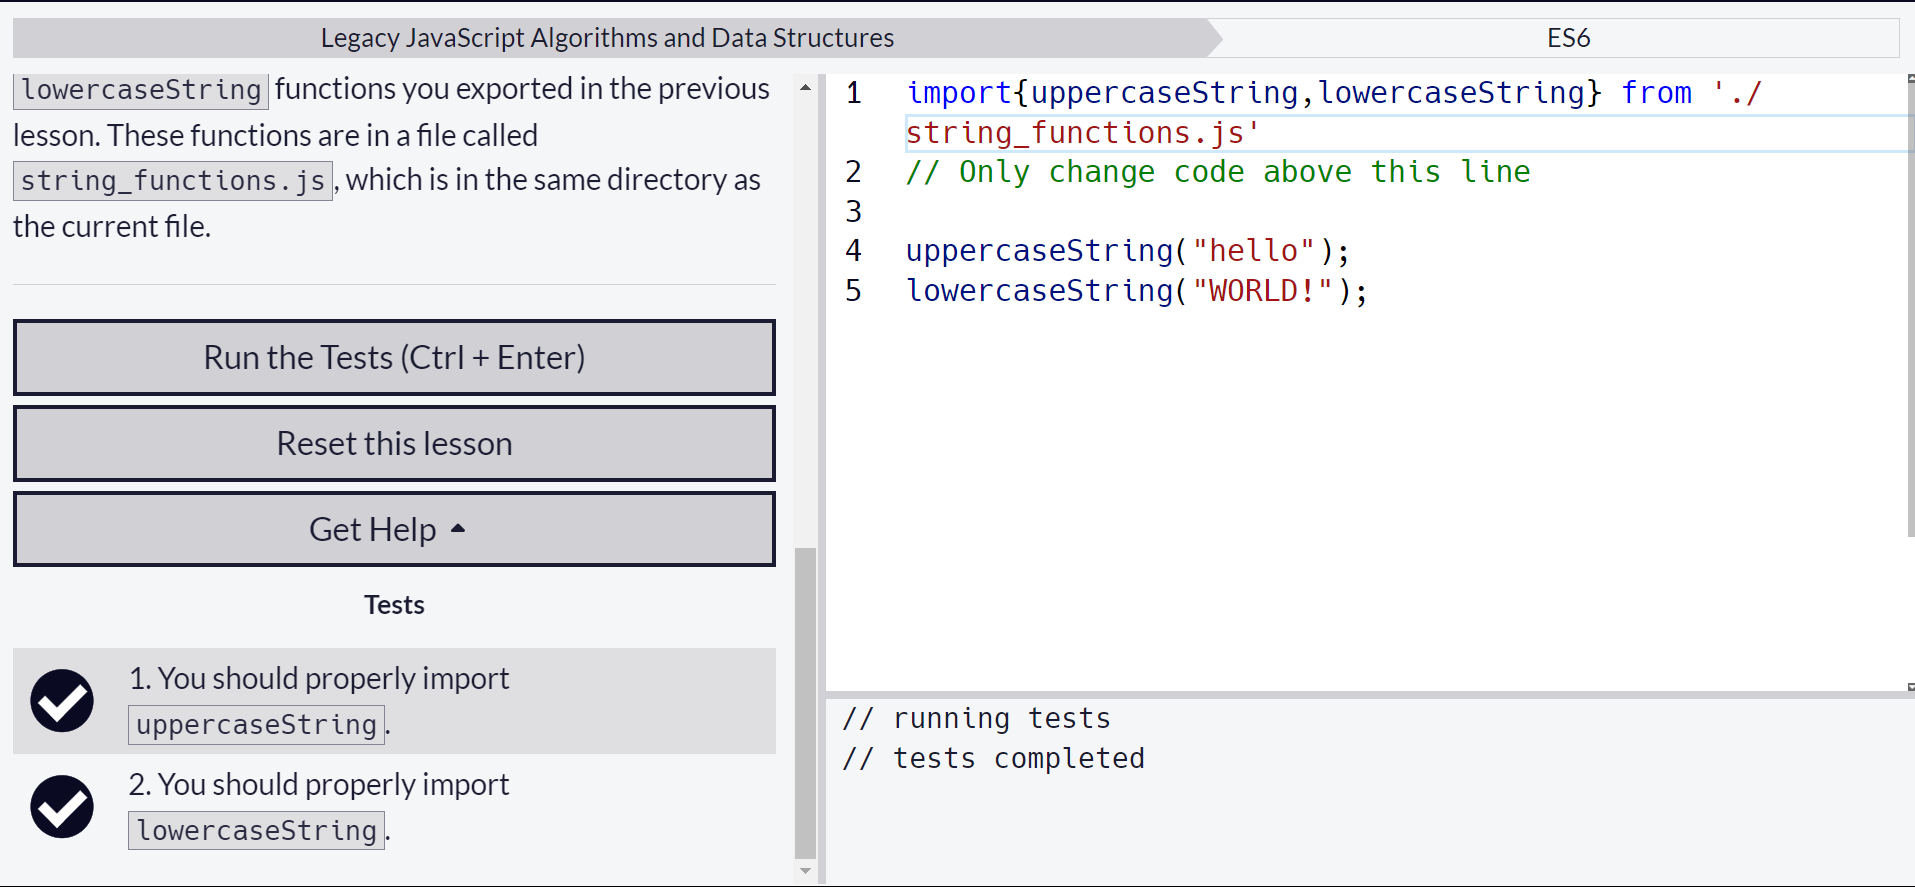 Legacy JavaScript Algorithms and Data Structures
ES6
lowercaseString functions you exported in the previous
lesson. These functions are in a file called
string_functions.js, which is in the same directory as
the current file.
Run the Tests (Ctrl + Enter)
Reset this lesson
Get Help
Tests
1. You should properly import
uppercaseString.
2. You should properly import
lowercaseString.
1 import{uppercaseString,lowercaseString} from './
string_functions.js'
2 // Only change code above this line
3
4 uppercaseString("hello");
5 lowercaseString("WORLD!");
// running tests
// tests completed